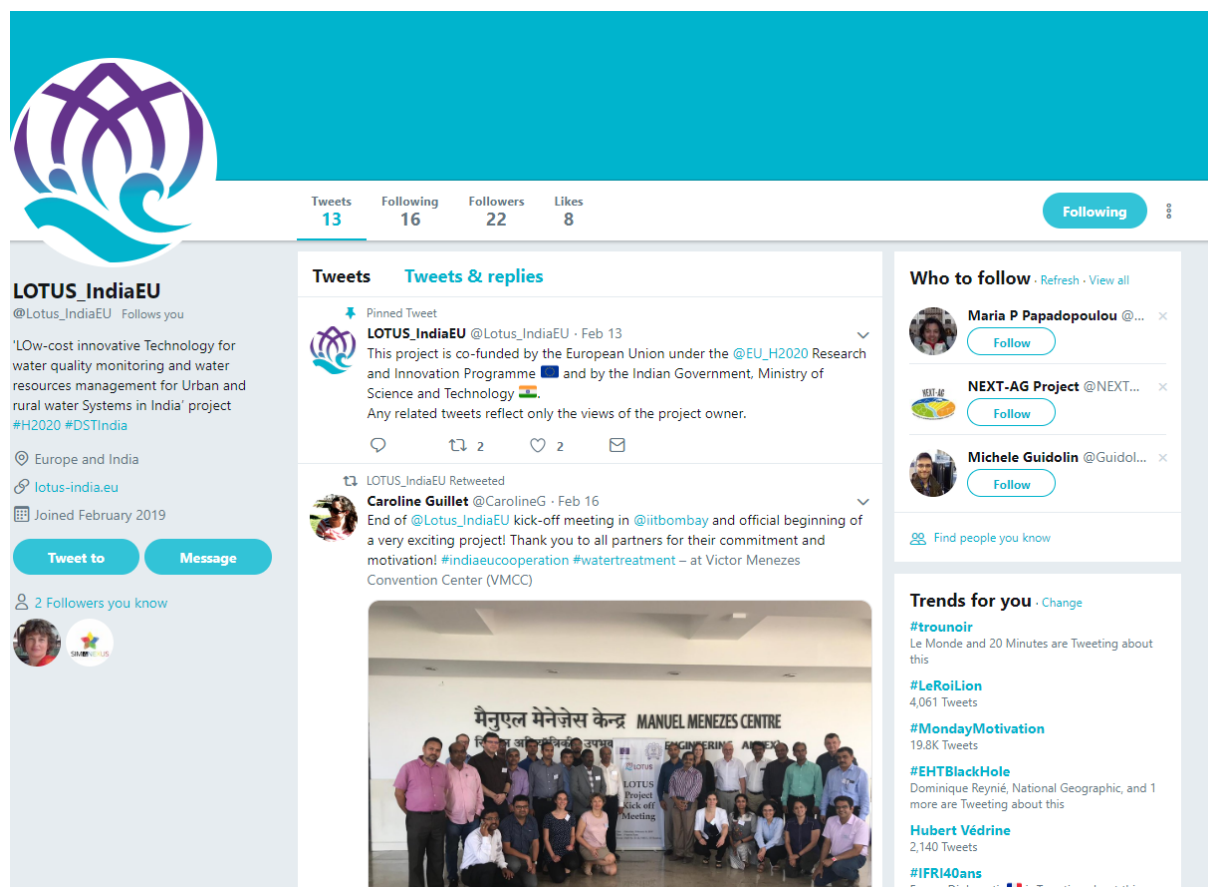 Tweets
13
Following
16
Followers
22
Likes
8
Following
LOTUS_IndiaEU
@Lotus_IndiaEU Follows you
'LOw-cost innovative Technology for
water quality monitoring and water
resources management for Urban and
rural water Systems in India' project
#H2020 #DSTIndia
Europe and India
lotus-india.eu
Joined February 2019
Tweet to
Message
2 Followers you know
Tweets
Tweets & replies
Pinned Tweet
LOTUS_IndiaEU @Lotus_IndiaEU · Feb 13
This project is co-funded by the European Union under the @EU_H2020 Research
and Innovation Programme 🇪🇺 and by the Indian Government, Ministry of
Science and Technology 🇮🇳.
Any related tweets reflect only the views of the project owner.
2
2
LOTUS_IndiaEU Retweeted
Caroline Guillet @CarolineG · Feb 16
End of @Lotus_IndiaEU kick-off meeting in @iitbombay and official beginning of
a very exciting project! Thank you to all partners for their commitment and
motivation! #indiaeucooperation #watertreatment – at Victor Menezes
Convention Center (VMCC)
मैनुएल मेनेज़ेस केन्द्र MANUEL MENEZES CENTRE
LOTUS
LOTUS
Project
Kick off
Meeting
Who to follow · Refresh · View all
Maria P Papadopoulou @...
Follow
NEXT-AG
NEXT-AG Project @NEXT...
Follow
Michele Guidolin @Guidol...
Follow
Find people you know
Trends for you · Change
#trounoir
Le Monde and 20 Minutes are Tweeting about
this
#LeRoiLion
4,061 Tweets
#MondayMotivation
19.8K Tweets
#EHTBlackHole
Dominique Reynié, National Geographic, and 1
more are Tweeting about this
Hubert Védrine
2,140 Tweets
#IFRI40ans